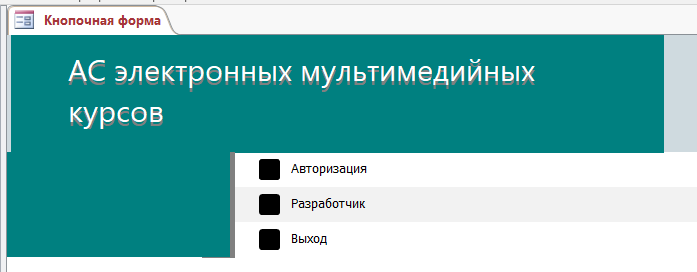 Кнопочная форма
АС электронных мультимедийных
курсов
Авторизация
Разработчик
Выход